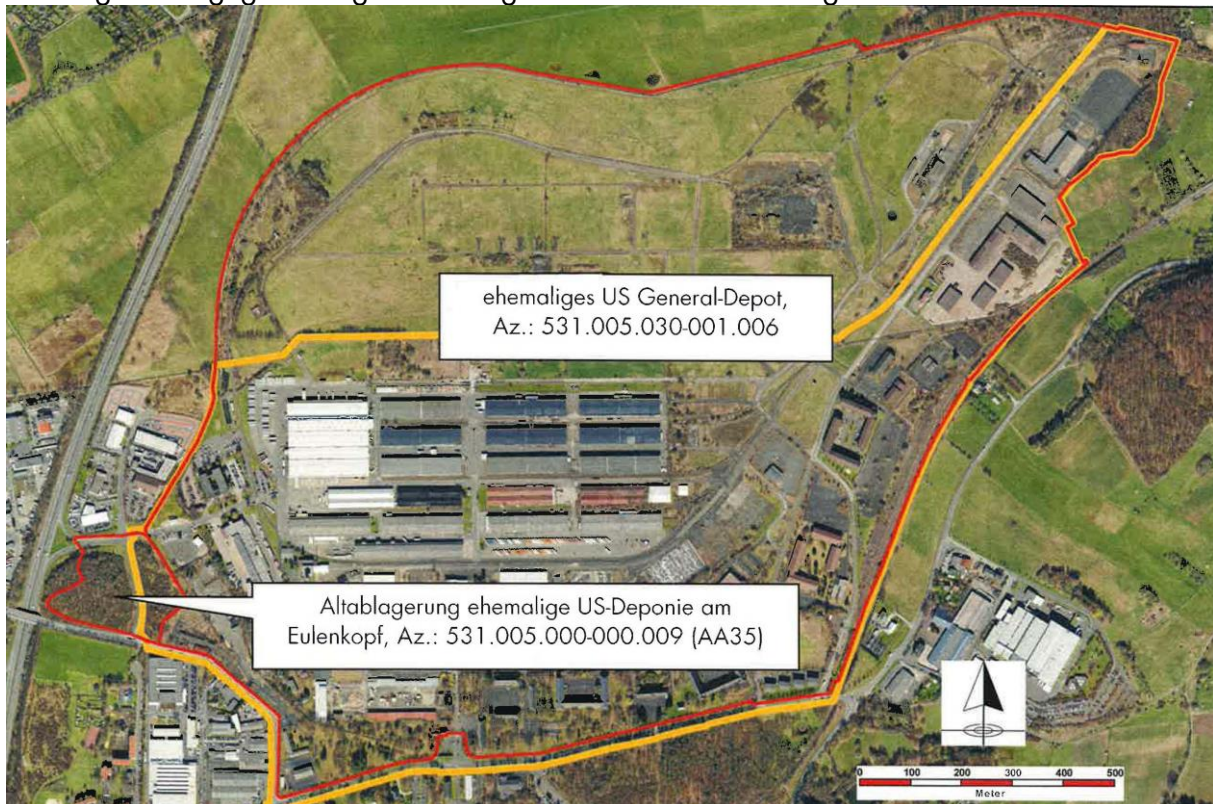 ehemaliges US General-Depot,
Az.: 531.005.030-001.006
Altablagerung ehemalige US-Deponie am
Eulenkopf, Az.: 531.005.000-000.009 (AA35)
0 100 200 300 400 500
Meter